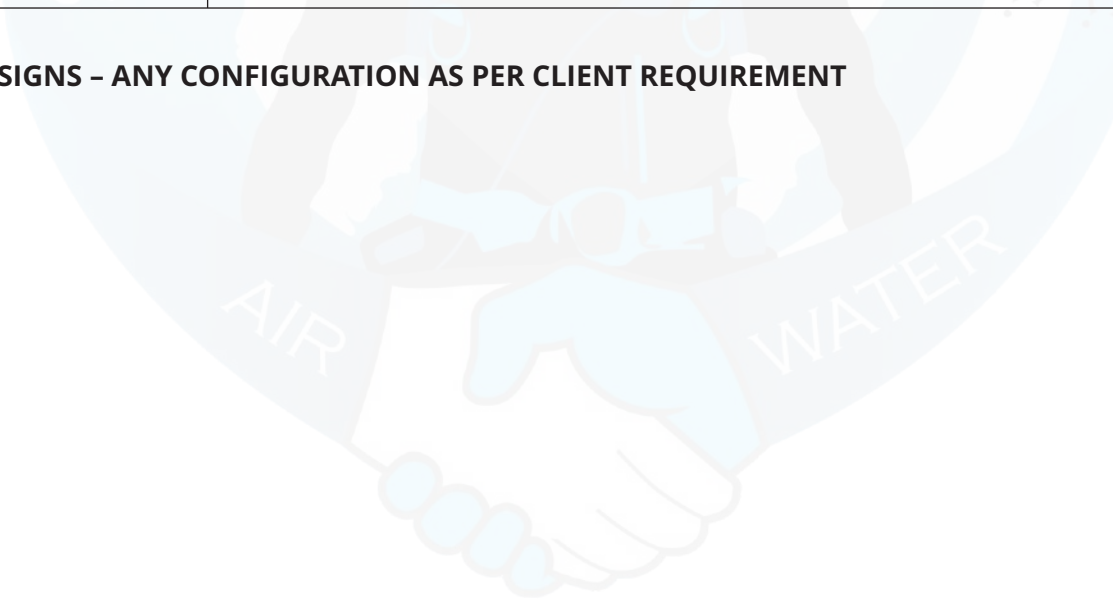 SIGNS – ANY CONFIGURATION AS PER CLIENT REQUIREMENT
AIR
WATER